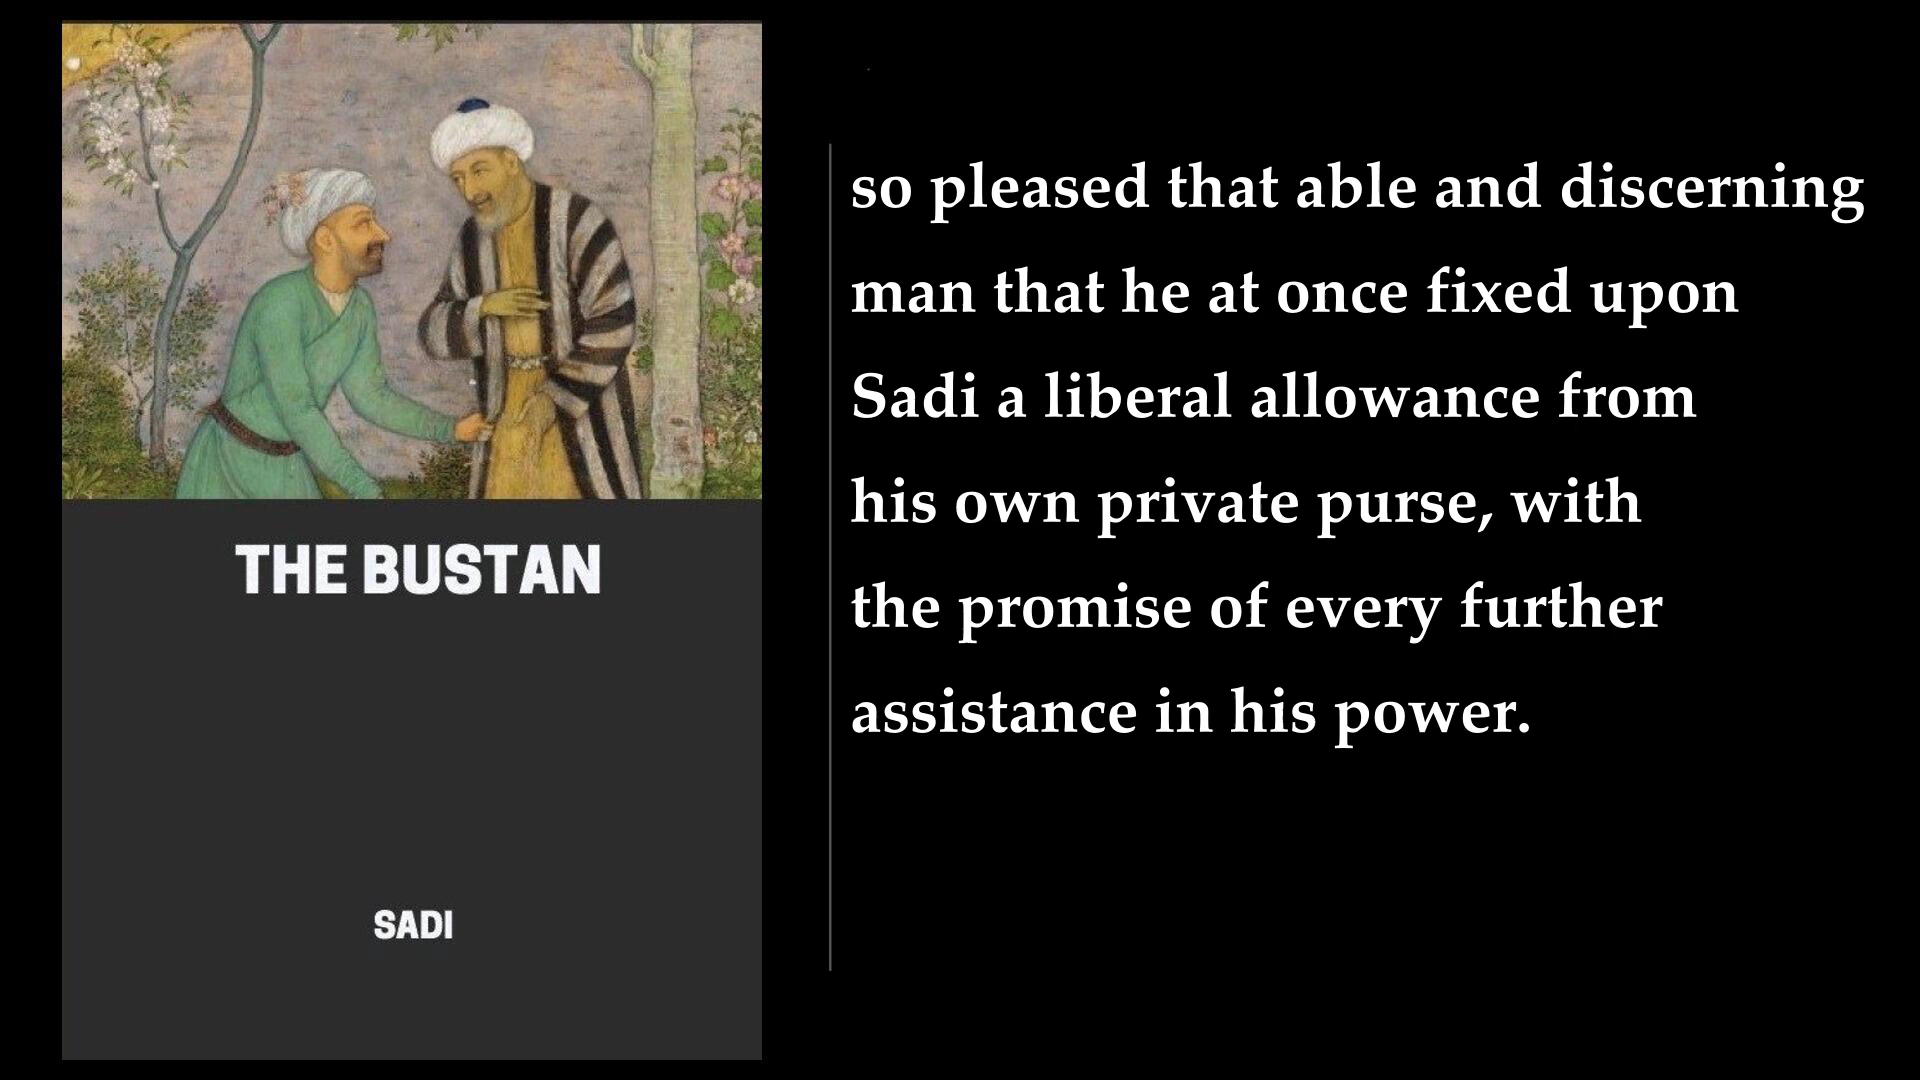 THE BUSTAN
SADI
so pleased that able and discerning
man that he at once fixed upon
Sadi a liberal allowance from
his own private purse, with
the promise of every further
assistance in his power.